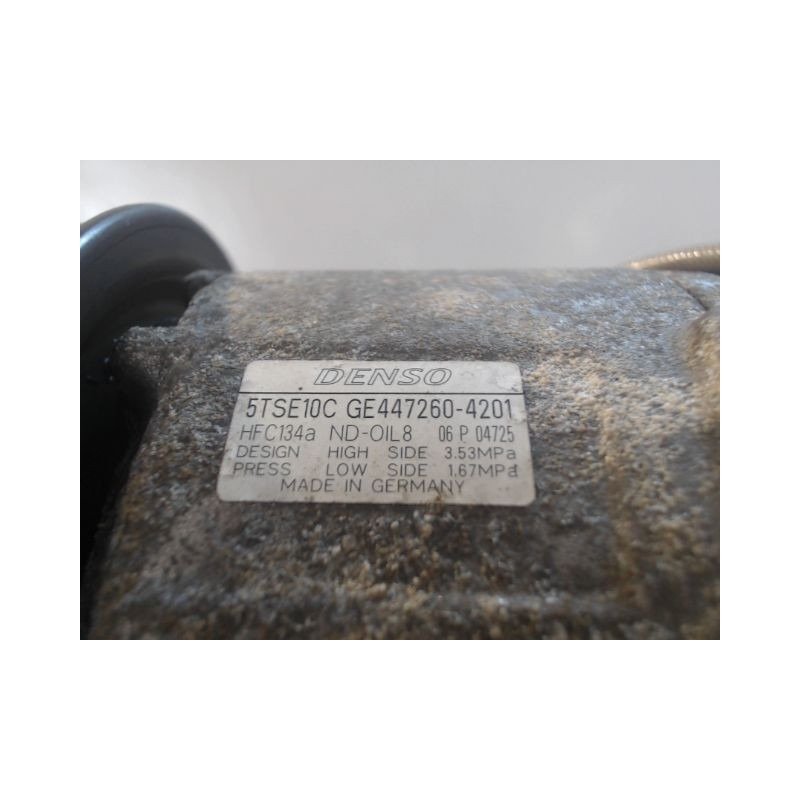 DENSO
5TSE10C GE447260-4201
HFC134a ND-OIL8 06 P 04725
DESIGN HIGH SIDE 3.53MPa
PRESS LOW SIDE 1.67MPa
MADE IN GERMANY